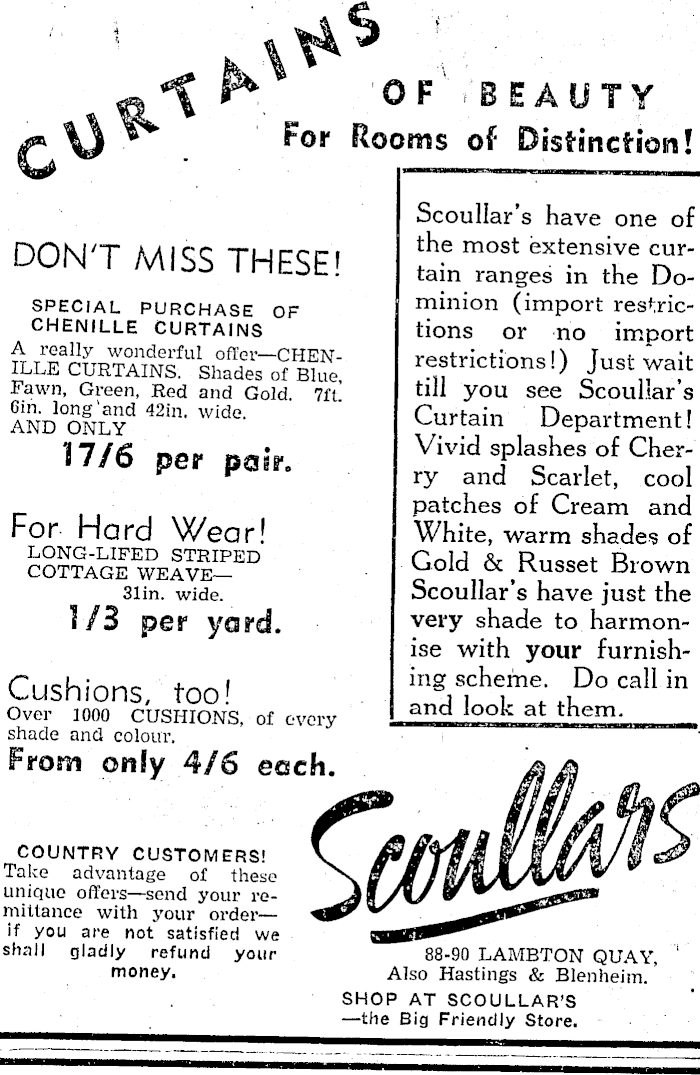 CURTAINS
OF BEAUTY
For Rooms of Distinction!
DON'T MISS THESE!
SPECIAL PURCHASE OF
CHENILLE CURTAINS
A really wonderful offer—CHEN-
ILLE CURTAINS. Shades of Blue,
Fawn, Green, Red and Gold. 7ft.
6in. long and 42in. wide.
AND ONLY
17/6 per pair.
For Hard Wear!
LONG-LIFED STRIPED
COTTAGE WEAVE—
31in. wide.
1/3 per yard.
Cushions, too!
Over 1000 CUSHIONS, of every
shade and colour.
From only 4/6 each.
COUNTRY CUSTOMERS!
Take advantage of these
unique offers—send your re-
mittance with your order—
if you are not satisfied we
shall gladly refund your
money.
Scoullar's have one of
the most extensive cur-
tain ranges in the Do-
minion (import restric-
tions or no import
restrictions!) Just wait
till you see Scoullar's
Curtain Department!
Vivid splashes of Cher-
ry and Scarlet, cool
patches of Cream and
White, warm shades of
Gold & Russet Brown
Scoullar's have just the
very shade to harmon-
ise with your furnish-
ing scheme. Do call in
and look at them.
Scoullars
88-90 LAMBTON QUAY,
Also Hastings & Blenheim.
SHOP AT SCOULLAR'S
—the Big Friendly Store.